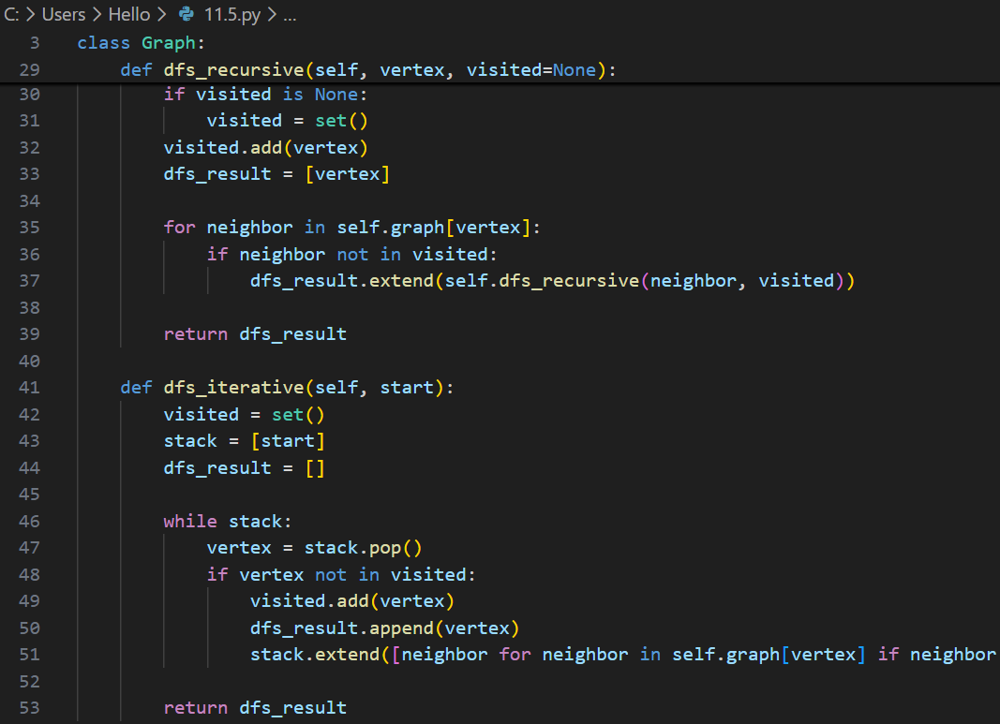 C: > Users > Hello > 11.5.py > ...
3 class Graph:
29 def dfs_recursive(self, vertex, visited=None):
30 if visited is None:
31 visited = set()
32 visited.add(vertex)
33 dfs_result = [vertex]
34
35 for neighbor in self.graph[vertex]:
36 if neighbor not in visited:
37 dfs_result.extend(self.dfs_recursive(neighbor, visited))
38
39 return dfs_result
40
41 def dfs_iterative(self, start):
42 visited = set()
43 stack = [start]
44 dfs_result = []
45
46 while stack:
47 vertex = stack.pop()
48 if vertex not in visited:
49 visited.add(vertex)
50 dfs_result.append(vertex)
51 stack.extend([neighbor for neighbor in self.graph[vertex] if neighbor
52
53 return dfs_result